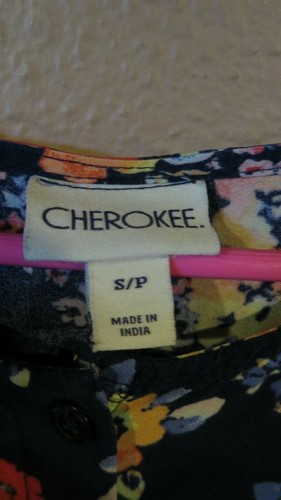 CHEROKEE.
S/P
MADE IN
INDIA